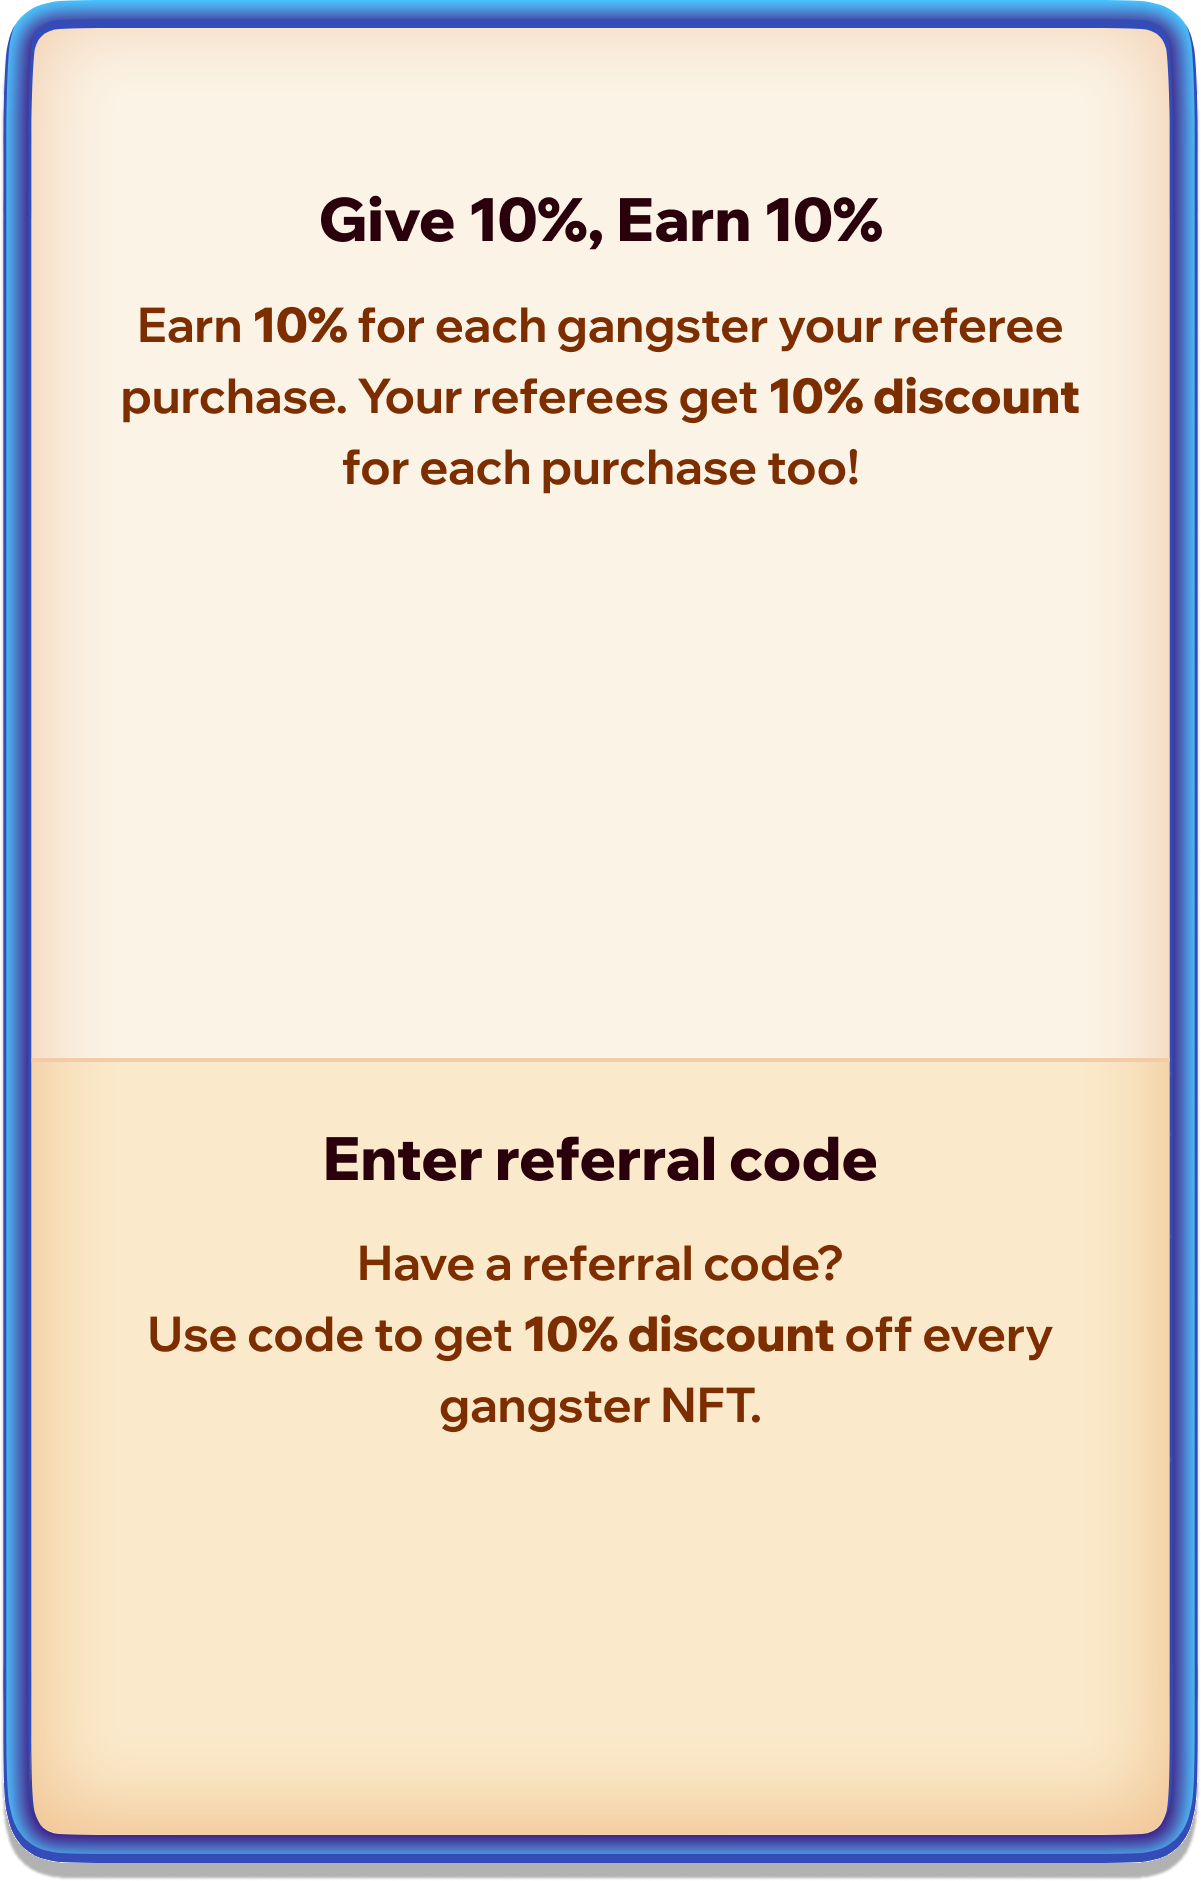 Give 10%, Earn 10%
Earn 10% for each gangster your referee
purchase. Your referees get 10% discount
for each purchase too!
Enter referral code
Have a referral code?
Use code to get 10% discount off every
gangster NFT.